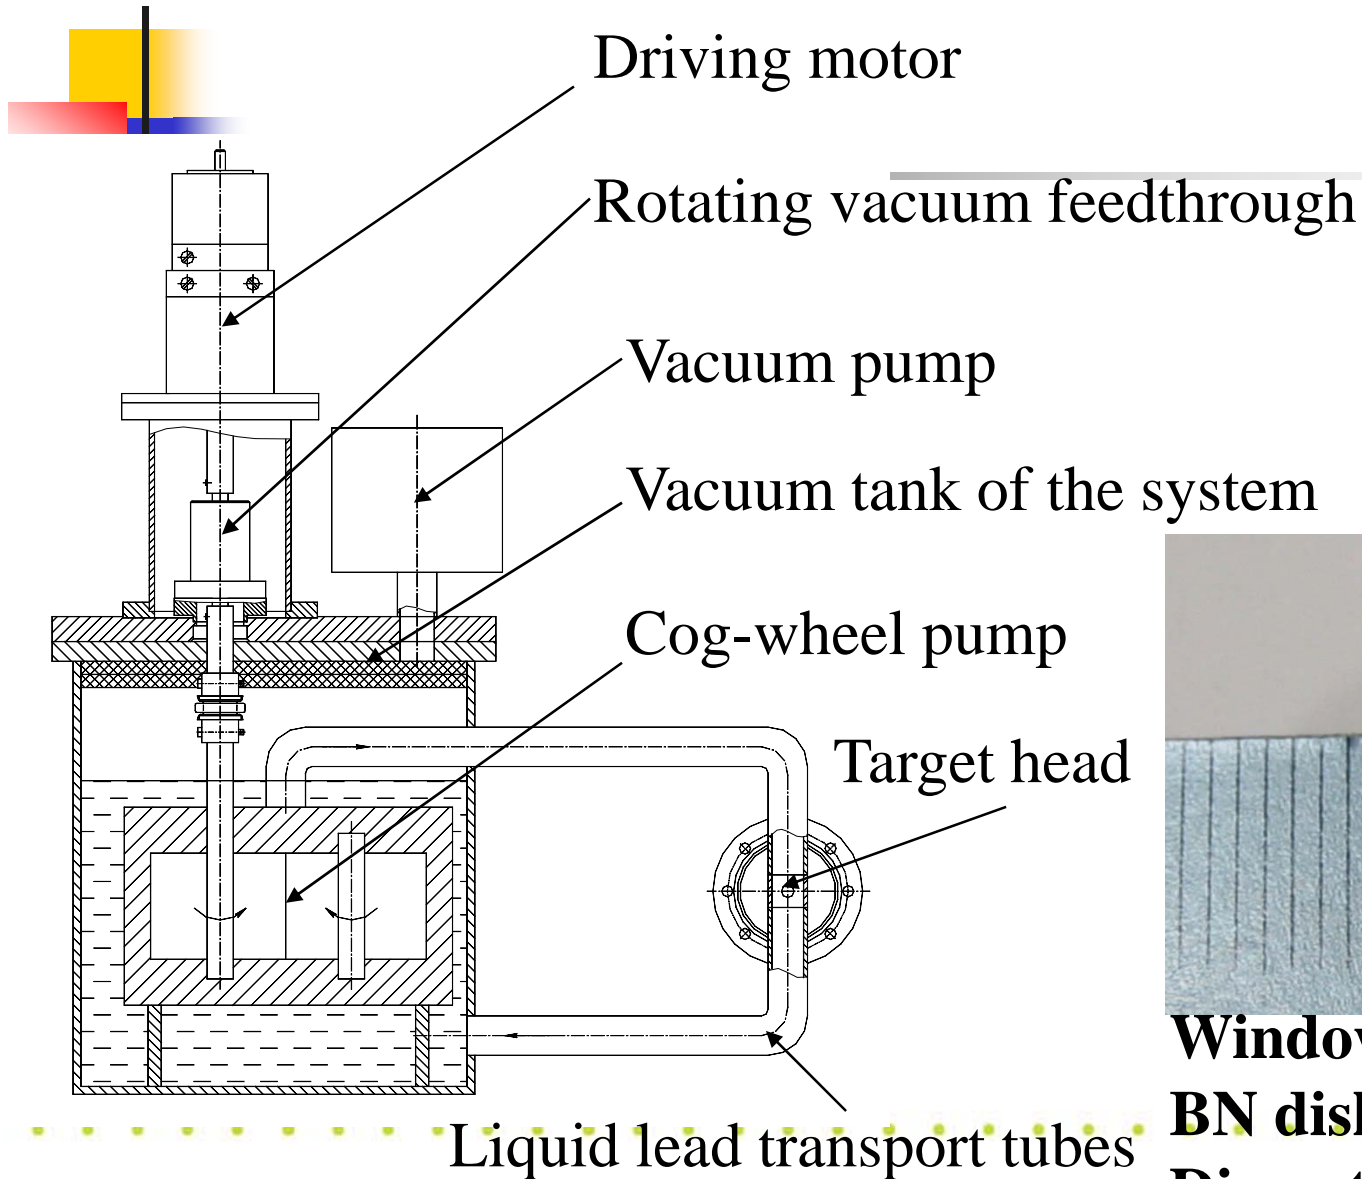 Driving motor
Rotating vacuum feedthrough
Vacuum pump
Vacuum tank of the system
Cog-wheel pump
Target head
Liquid lead transport tubes
BN